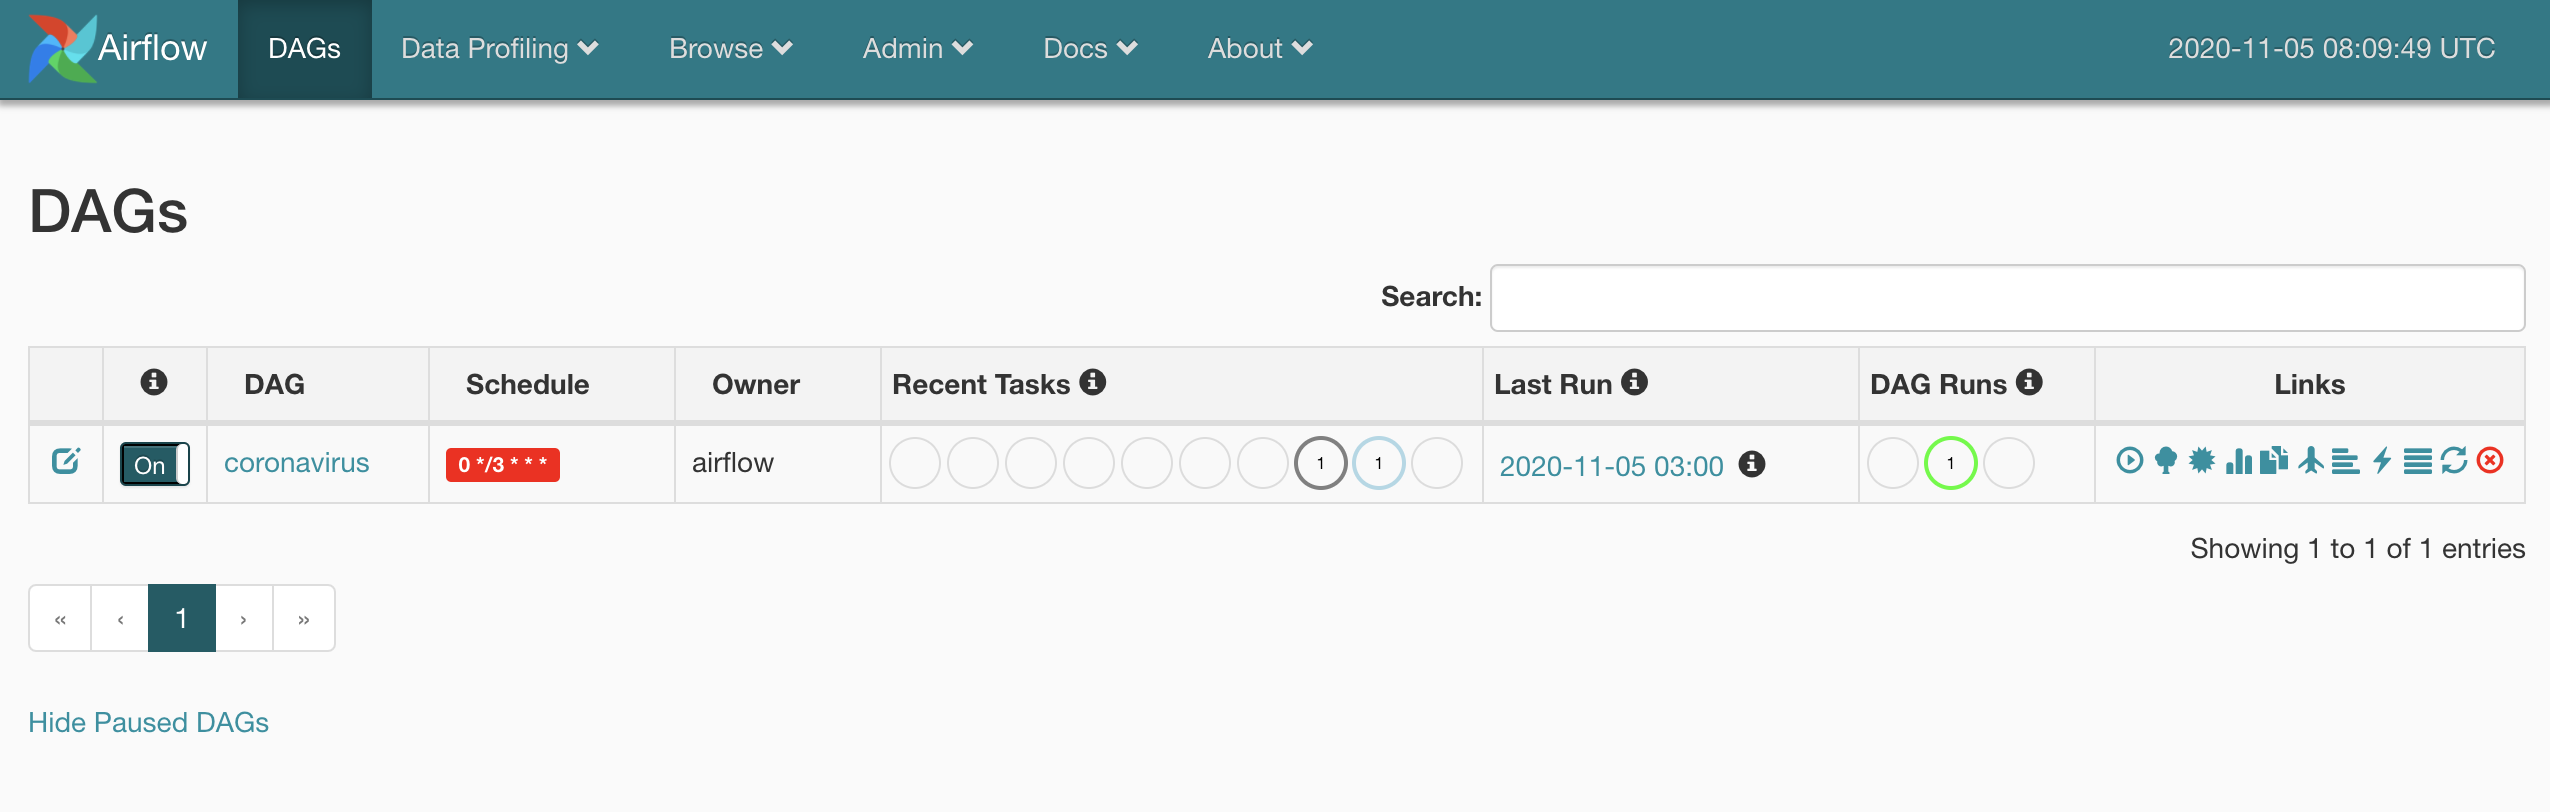 Airflow DAGs Data Profiling Browse Admin Docs About 2020-11-05 08:09:49 UTC
DAGs
Search:
DAG Schedule Owner Recent Tasks Last Run DAG Runs Links
On coronavirus 0 */3 * * * airflow 1 1 2020-11-05 03:00 1
Showing 1 to 1 of 1 entries
« ‹ 1 › »
Hide Paused DAGs